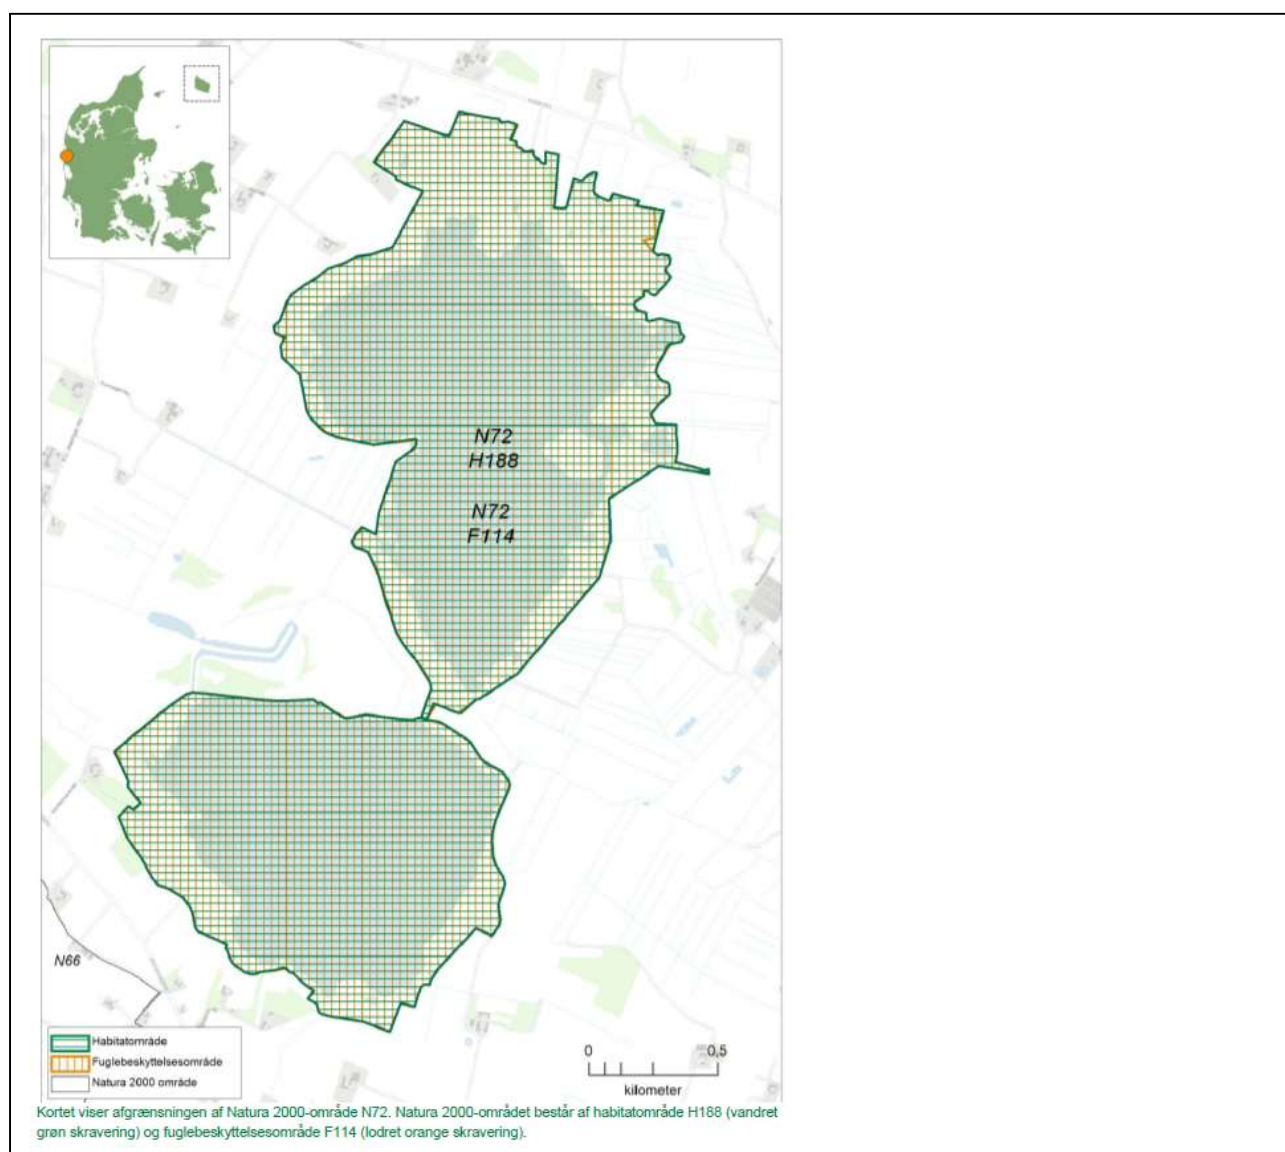 N72
H188
N72
F114
N66
Habitatområde
Fuglebeskyttelsesområde
Natura 2000 område
0 0,5
kilometer
Kortet viser afgrænsningen af Natura 2000-område N72. Natura 2000-området består af habitatområde H188 (vandret
grøn skravering) og fuglebeskyttelsesområde F114 (lodret orange skravering).